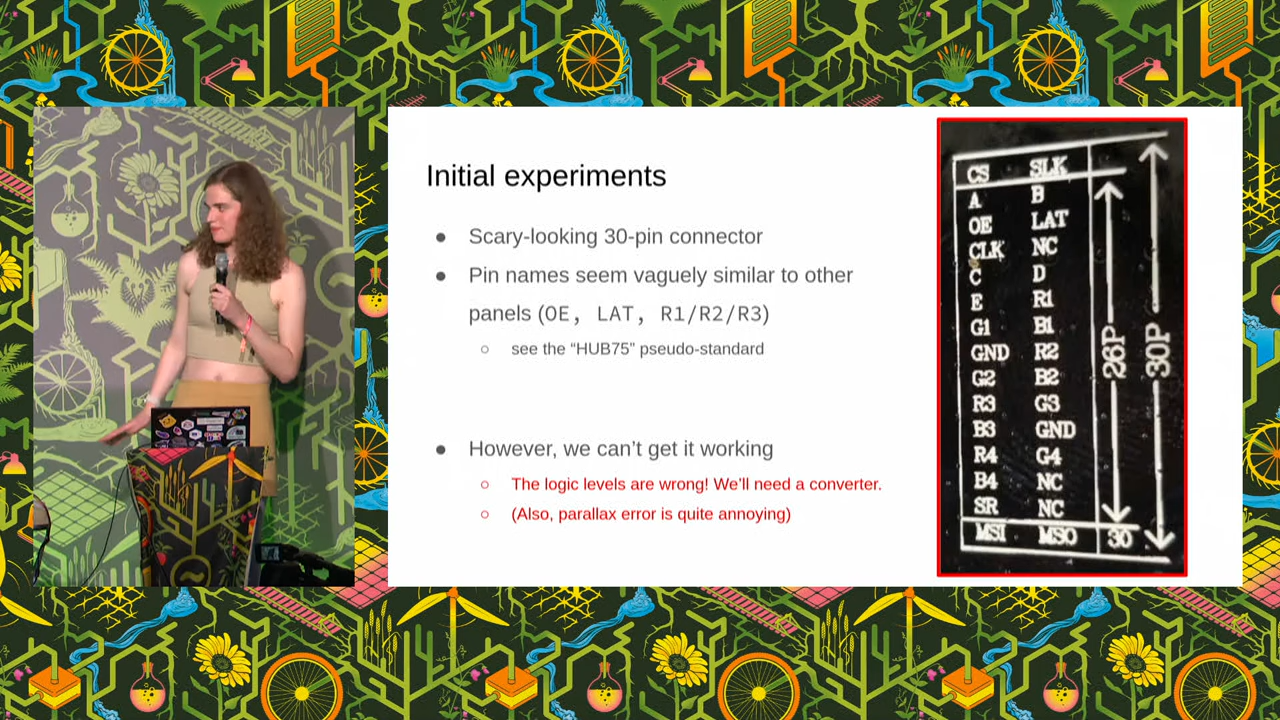 Initial experiments
● Scary-looking 30-pin connector
● Pin names seem vaguely similar to other
panels (OE, LAT, R1/R2/R3)
○ see the “HUB75” pseudo-standard
● However, we can’t get it working
○ The logic levels are wrong! We’ll need a converter.
○ (Also, parallax error is quite annoying)
CS SLK
A B
OE LAT
CLK NC
C D
E R1
G1 B1
GND R2
G2 B2
R3 G3
B3 GND
R4 G4
B4 NC
SR NC
MSI MSO 30
26P
30P